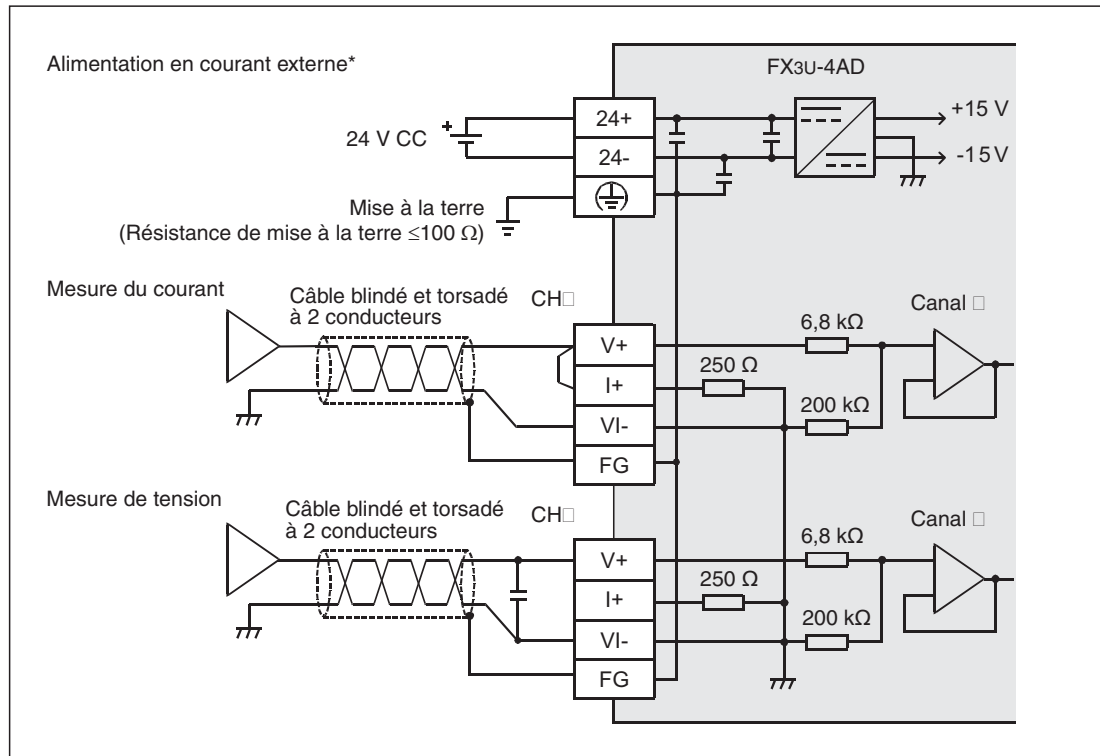 Alimentation en courant externe*
FX3U-4AD
24+
+15 V
+
24 V CC
24-
-15 V
Mise à la terre
(Résistance de mise à la terre ≤100 Ω)
Mesure du courant
Câble blindé et torsadé
à 2 conducteurs
CH□
Canal □
6,8 kΩ
V+
250 Ω
I+
200 kΩ
VI-
FG
Mesure de tension
Câble blindé et torsadé
à 2 conducteurs
CH□
Canal □
6,8 kΩ
V+
250 Ω
I+
200 kΩ
VI-
FG